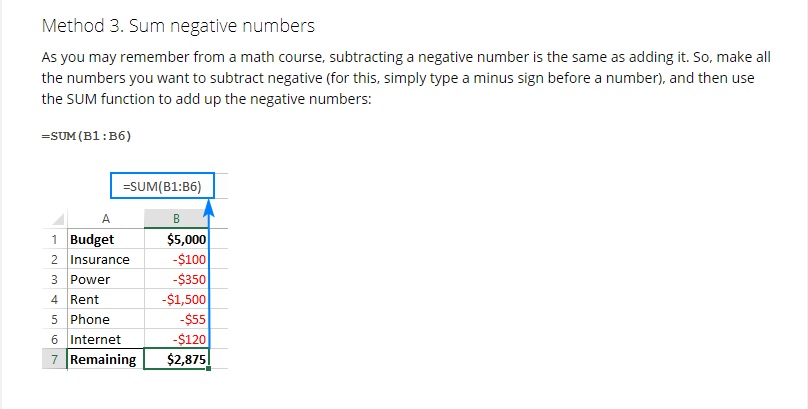 Method 3. Sum negative numbers
As you may remember from a math course, subtracting a negative number is the same as adding it. So, make all
the numbers you want to subtract negative (for this, simply type a minus sign before a number), and then use
the SUM function to add up the negative numbers:
=SUM(B1:B6)
=SUM(B1:B6)
A B
1 Budget $5,000
2 Insurance -$100
3 Power -$350
4 Rent -$1,500
5 Phone -$55
6 Internet -$120
7 Remaining $2,875